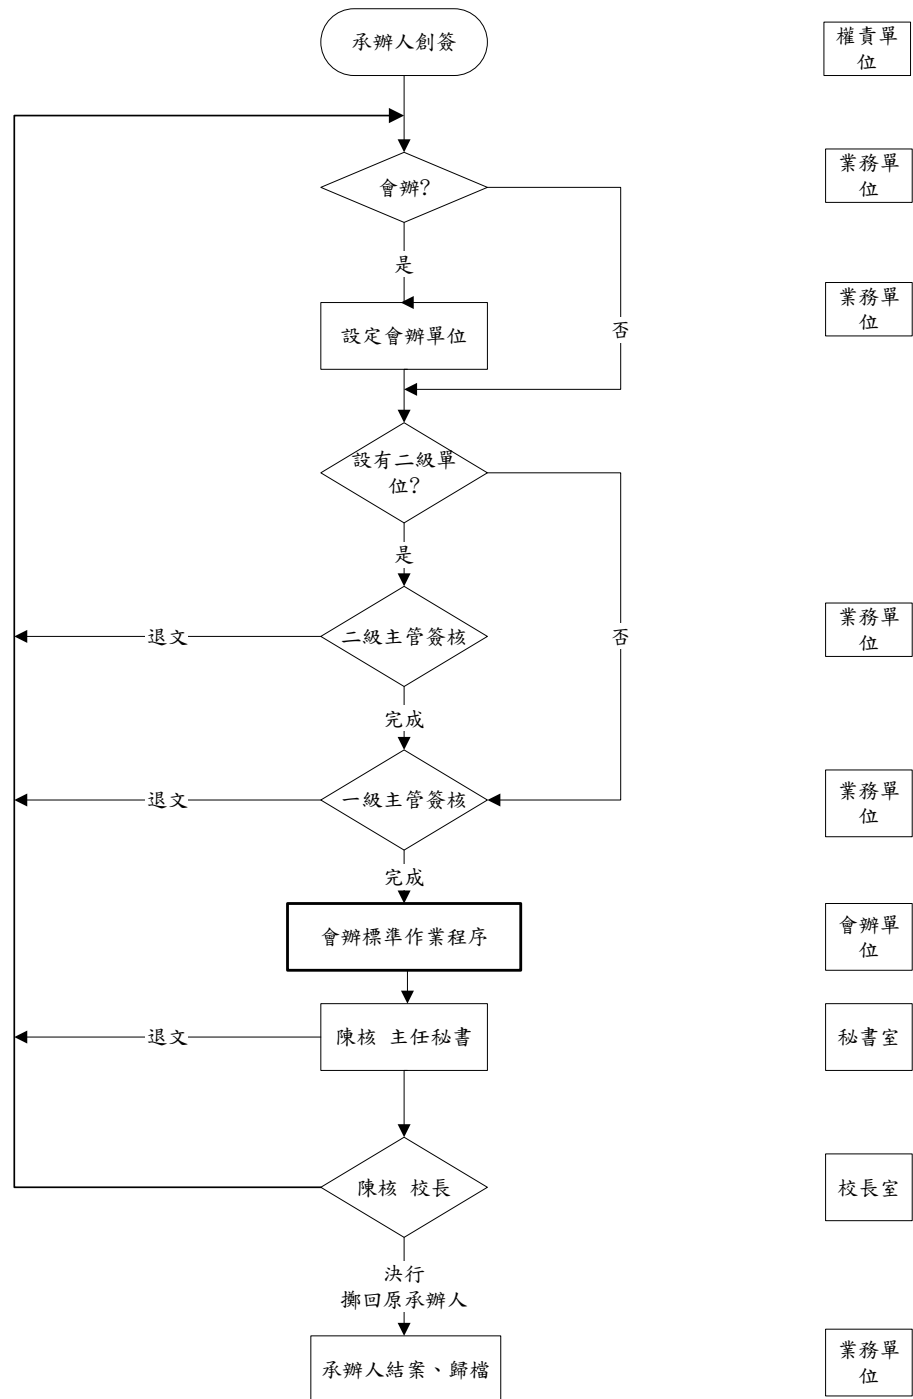 承辦人創簽
權責單
位
會辦?
業務單
位
是
設定會辦單位
否
業務單
位
設有二級單
位?
是
退文
二級主管簽核
否
業務單
位
完成
退文
一級主管簽核
業務單
位
完成
會辦標準作業程序
會辦單
位
退文
陳核 主任秘書
秘書室
陳核 校長
校長室
決行
擲回原承辦人
承辦人結案、歸檔
業務單
位